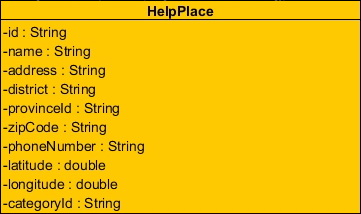 HelpPlace
-id : String
-name : String
-address : String
-district : String
-provinceId : String
-zipCode : String
-phoneNumber : String
-latitude : double
-longitude : double
-categoryId : String